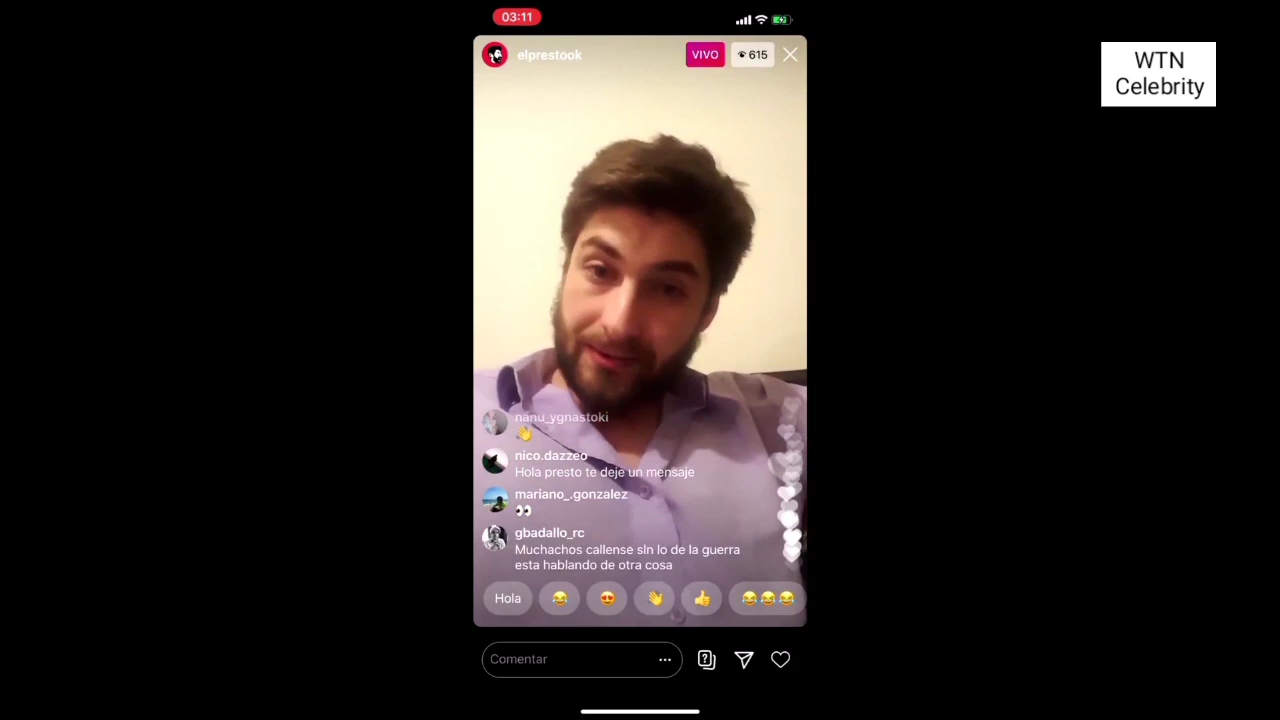 03:11
elprestook
VIVO
615
WTN
Celebrity
nanu_ygnastoki
nico.dazzeo
Hola presto te deje un mensaje
mariano_.gonzalez
gbadallo_rc
Muchachos callense sln lo de la guerra
esta hablando de otra cosa
Hola
Comentar